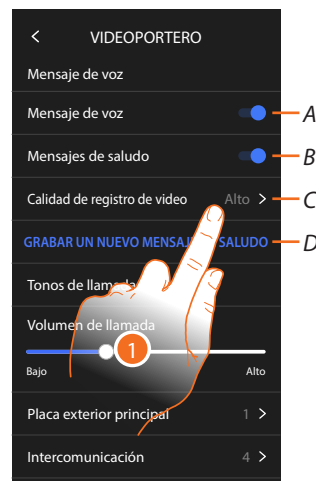 VIDEOPORTERO
Mensaje de voz
Mensaje de voz
A
Mensajes de saludo
B
Calidad de registro de video Alto
C
GRABAR UN NUEVO MENSAJE SALUDO
D
Tonos de llamada
Volumen de llamada
1
Bajo Alto
Placa exterior principal 1
Intercomunicación 4